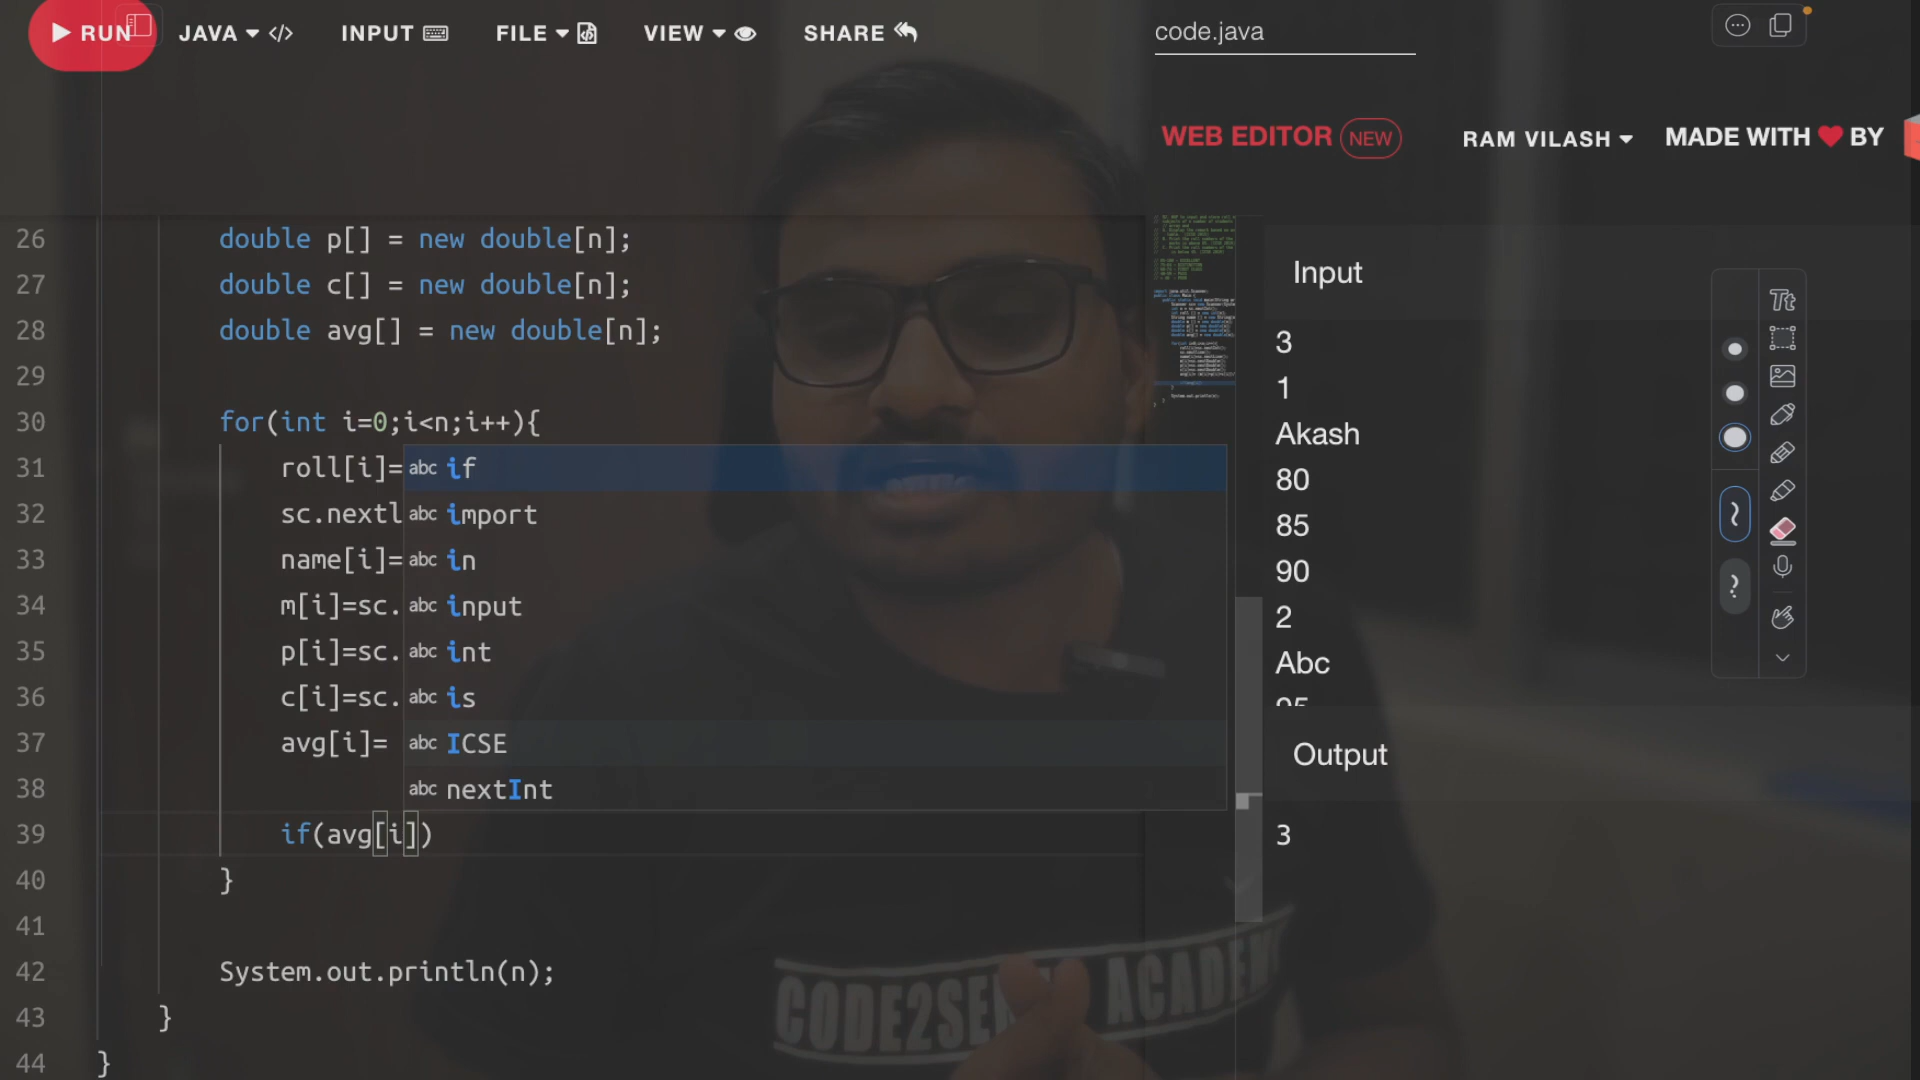 RUN JAVA </> INPUT FILE VIEW SHARE code.java
WEB EDITOR NEW RAM VILASH MADE WITH BY
26 double p[] = new double[n];
27 double c[] = new double[n];
28 double avg[] = new double[n];
29
30 for(int i=0;i<n;i++){
31 roll[i]=
32 sc.nextl
33 name[i]=
34 m[i]=sc.
35 p[i]=sc.
36 c[i]=sc.
37 avg[i]=
38
39 if(avg[i])
40 }
41
42 System.out.println(n);
43 }
44 }
abc if
abc import
abc in
abc input
abc int
abc is
abc ICSE
abc nextInt
Input
3
1
Akash
80
85
90
2
Abc
Output
3
Tt
ACADEM